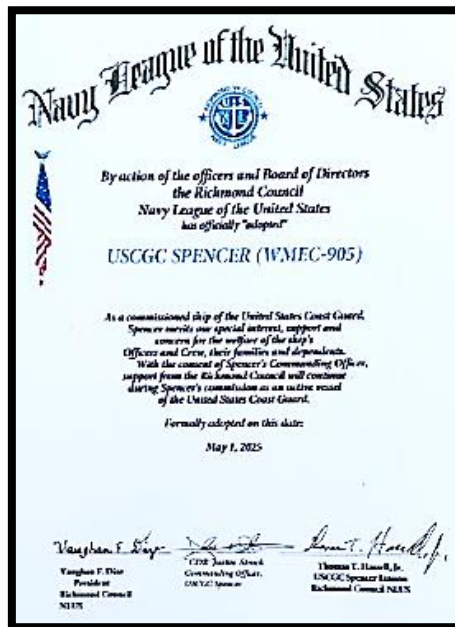 Navy League of the United States
By action of the officers and Board of Directors
the Richmond Council
Navy League of the United States
has officially "adopted"
USCGC SPENCER (WMEC-905)
As a commissioned ship of the United States Coast Guard,
Spencer merits our special interest, support and
concern for the welfare of the ship's
Officers and Crew, their families and dependents.
With the consent of Spencer's Commanding Officer,
support from the Richmond Council will continue
during Spencer's commission as an active vessel
of the United States Coast Guard.
Formally adopted on this date:
May 1, 2025
Vaughan F.
Vaughan F.
President
Richmond Council
NLUS
CDR Justin
Commanding Officer,
USCGC Spencer
Thomas T. Jr.
USCGC Spencer
Richmond Council NLUS